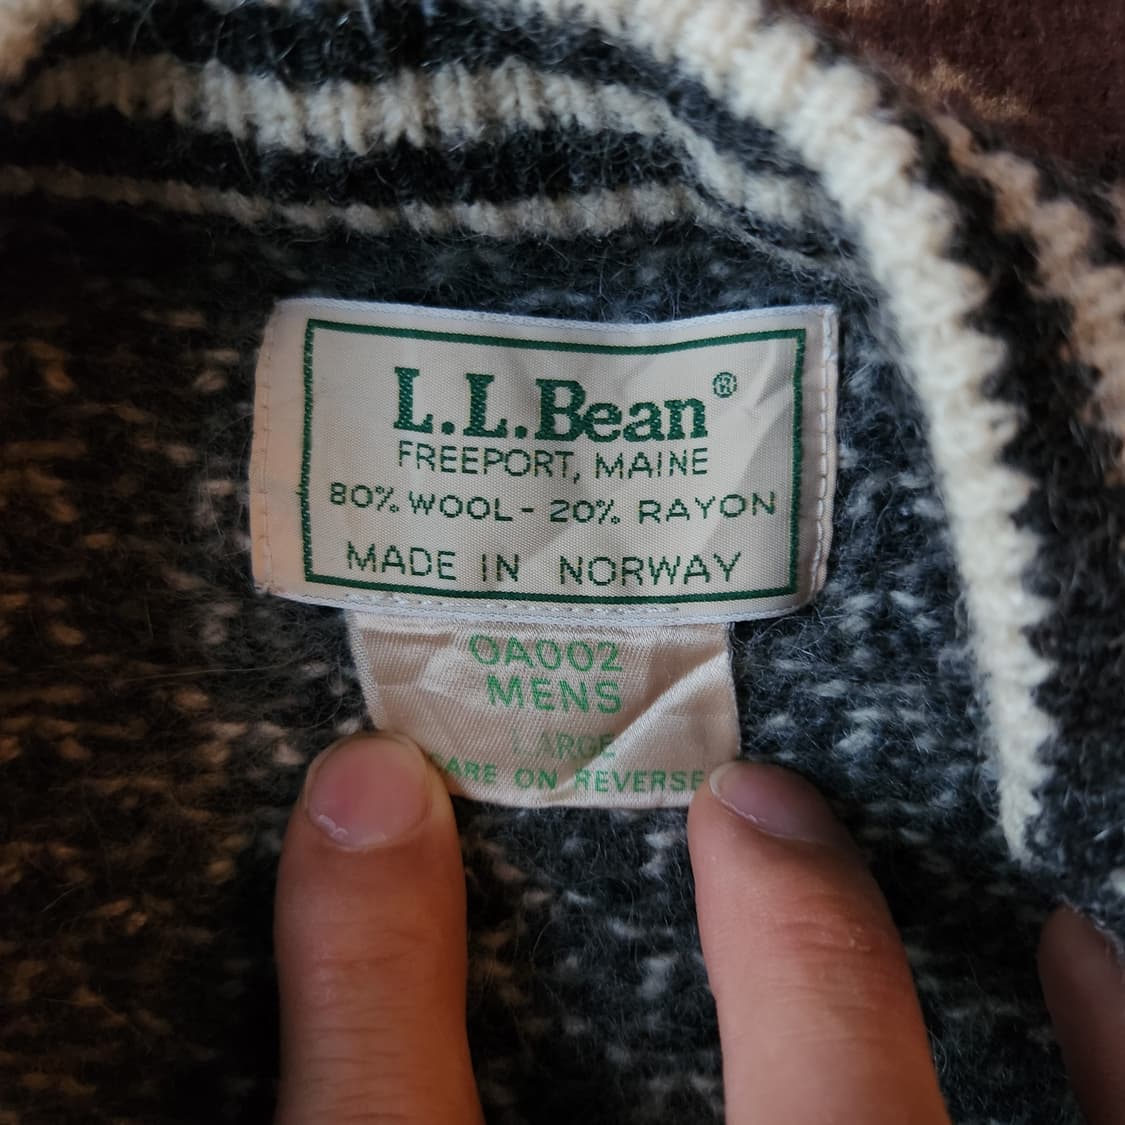 L.L.Bean®
FREEPORT, MAINE
80% WOOL - 20% RAYON
MADE IN NORWAY
OA002
MENS
LARGE
CARE ON REVERSE